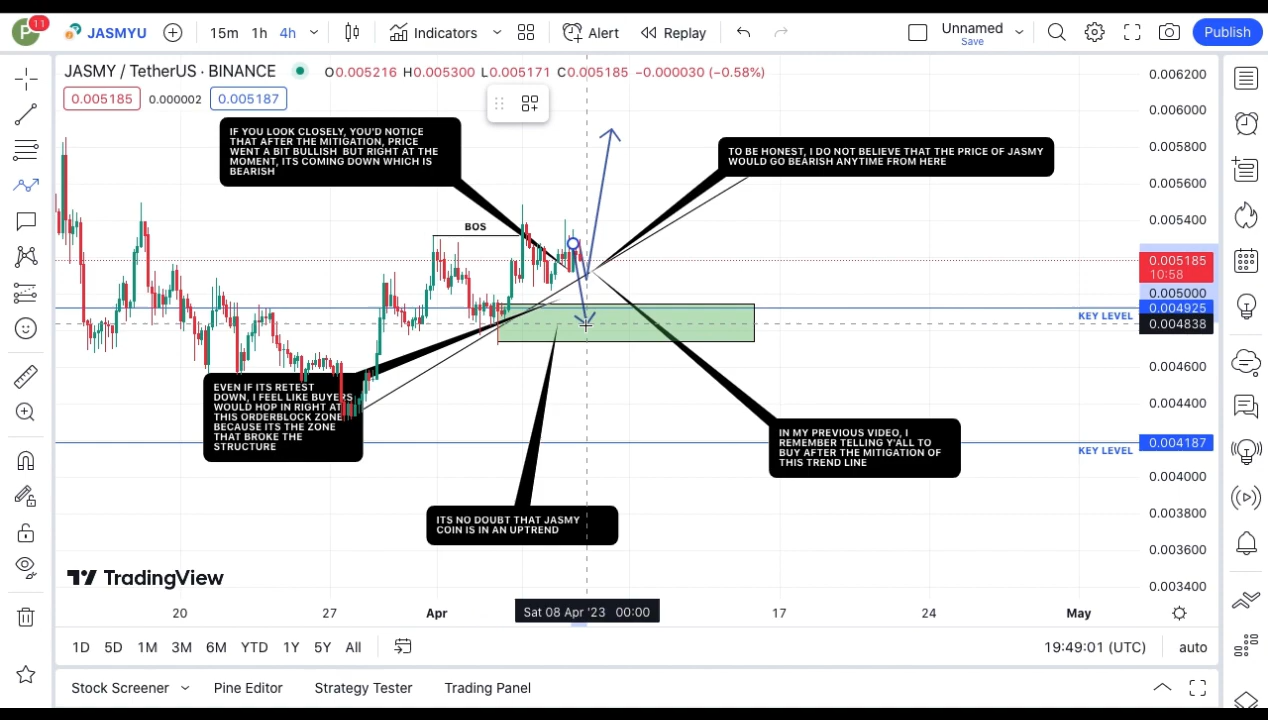 P
11
JASMYU
15m 1h 4h
Indicators
Alert
Replay
Unnamed
Save
Publish
JASMY / TetherUS · BINANCE
O0.005216 H0.005300 L0.005171 C0.005185 −0.000030 (−0.58%)
0.005185
0.000002
0.005187
IF YOU LOOK CLOSELY, YOU'D NOTICE
THAT AFTER THE MITIGATION, PRICE
WENT A BIT BULLISH BUT RIGHT AT THE
MOMENT, ITS COMING DOWN WHICH IS
BEARISH
TO BE HONEST, I DO NOT BELIEVE THAT THE PRICE OF JASMY
WOULD GO BEARISH ANYTIME FROM HERE
BOS
EVEN IF ITS RETEST
DOWN, I FEEL LIKE BUYERS
WOULD HOP IN RIGHT AT
THIS ORDERBLOCK ZONE
BECAUSE ITS THE ZONE
THAT BROKE THE
STRUCTURE
IN MY PREVIOUS VIDEO, I
REMEMBER TELLING Y'ALL TO
BUY AFTER THE MITIGATION OF
THIS TREND LINE
ITS NO DOUBT THAT JASMY
COIN IS IN AN UPTREND
KEY LEVEL
KEY LEVEL
0.006200
0.006000
0.005800
0.005600
0.005400
0.005185
10:58
0.005000
0.004925
0.004838
0.004600
0.004400
0.004187
0.004000
0.003800
0.003600
0.003400
TradingView
20
27
Apr
Sat 08 Apr '23 00:00
17
24
May
1D 5D 1M 3M 6M YTD 1Y 5Y All
19:49:01 (UTC)
auto
Stock Screener
Pine Editor
Strategy Tester
Trading Panel